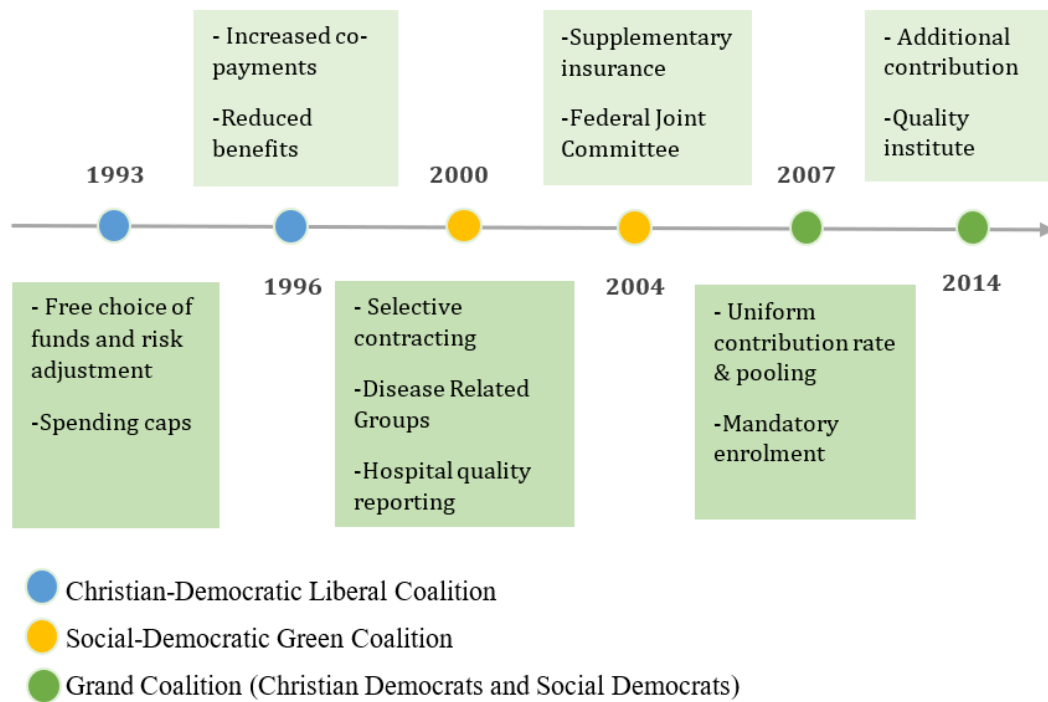 - Increased co-
payments
-Reduced
benefits
-Supplementary
insurance
-Federal Joint
Committee
- Additional
contribution
-Quality
institute
1993
2000
2007
1996
2004
2014
- Free choice of
funds and risk
adjustment
-Spending caps
- Selective
contracting
-Disease Related
Groups
-Hospital quality
reporting
- Uniform
contribution rate
& pooling
-Mandatory
enrolment
Christian-Democratic Liberal Coalition
Social-Democratic Green Coalition
Grand Coalition (Christian Democrats and Social Democrats)